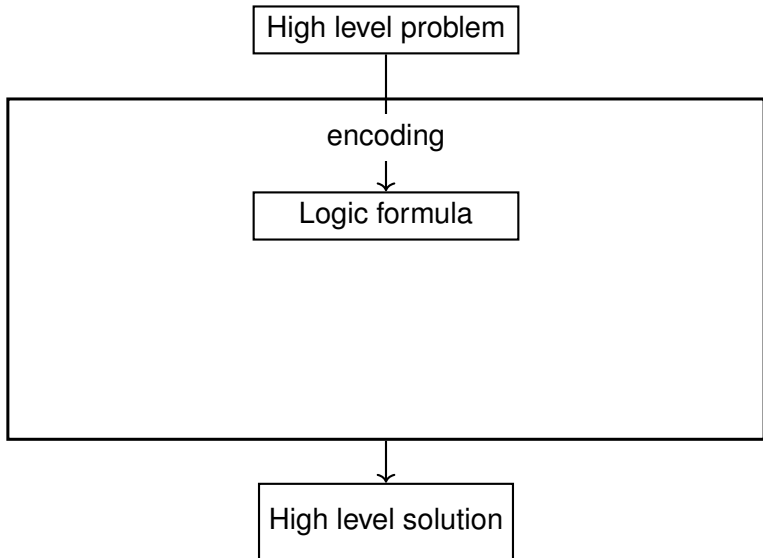 High level problem
encoding
Logic formula
High level solution